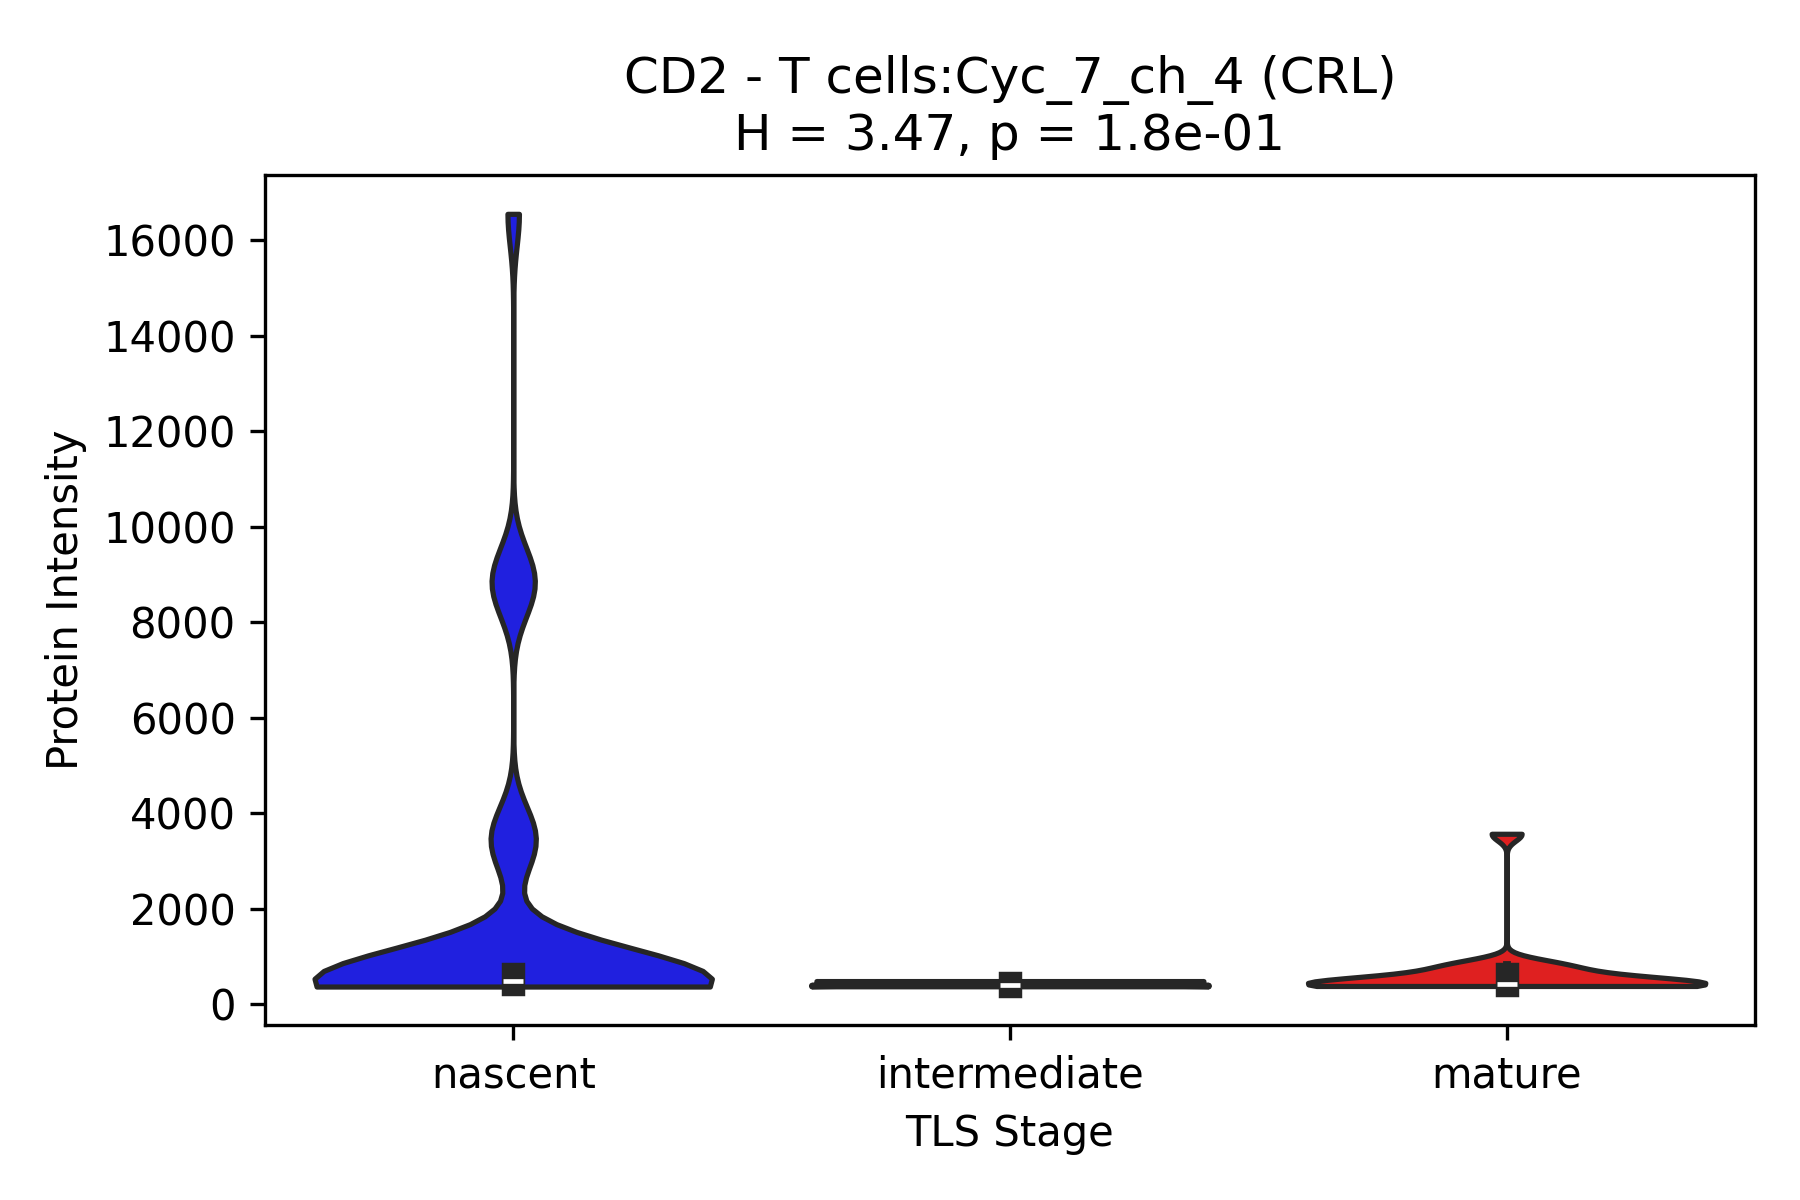 CD2 - T cells:Cyc_7_ch_4 (CRL)
H = 3.47, p = 1.8e-01
16000
14000
12000
10000
8000
6000
4000
2000
0
Protein Intensity
nascent
intermediate
mature
TLS Stage